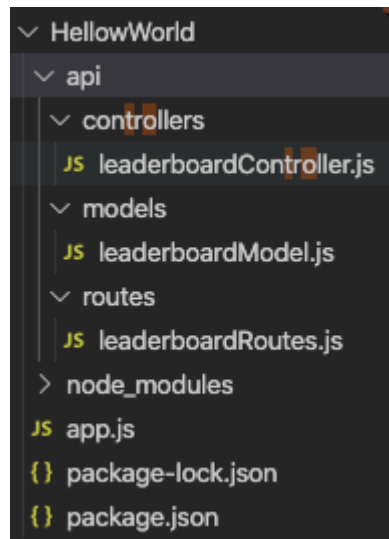 HellowWorld
api
controllers
JS leaderboardController.js
models
JS leaderboardModel.js
routes
JS leaderboardRoutes.js
node_modules
JS app.js
{} package-lock.json
{} package.json